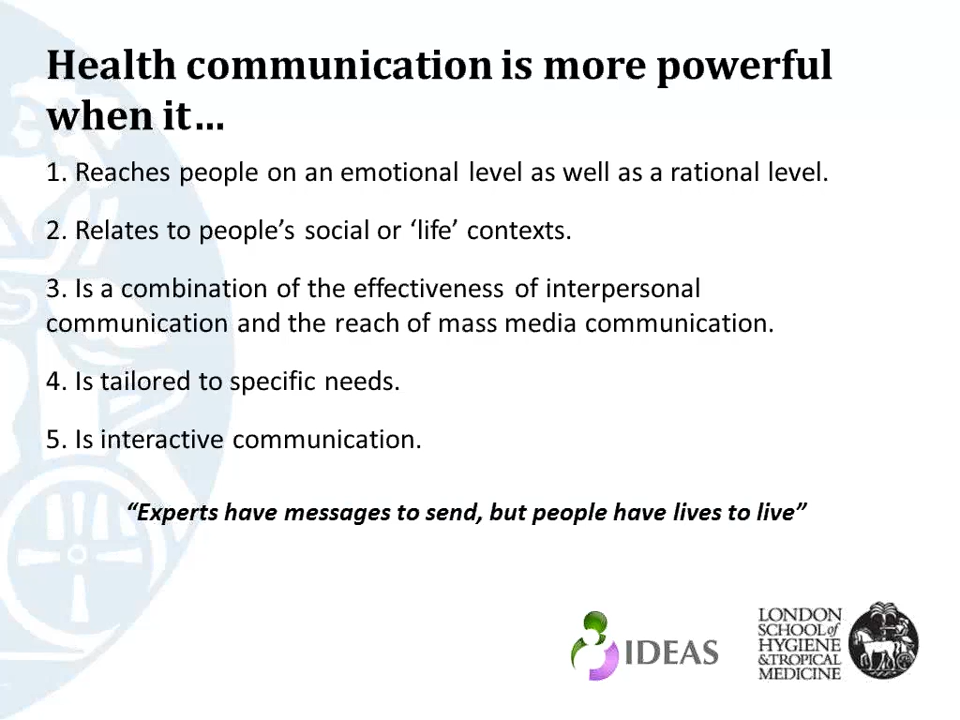 Health communication is more powerful
when it…
1. Reaches people on an emotional level as well as a rational level.
2. Relates to people’s social or ‘life’ contexts.
3. Is a combination of the effectiveness of interpersonal
communication and the reach of mass media communication.
4. Is tailored to specific needs.
5. Is interactive communication.
“Experts have messages to send, but people have lives to live”
IDEAS
LONDON
SCHOOL of
HYGIENE
& TROPICAL
MEDICINE